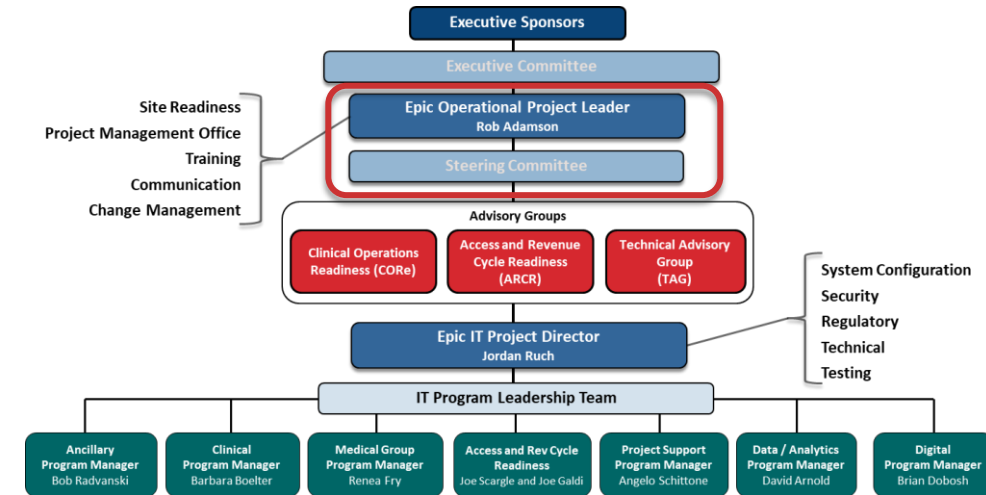 Executive Sponsors
Executive Committee
Epic Operational Project Leader
Rob Adamson
Steering Committee
Site Readiness
Project Management Office
Training
Communication
Change Management
Advisory Groups
Clinical Operations
Readiness (CORe)
Access and Revenue
Cycle Readiness
(ARCR)
Technical Advisory
Group
(TAG)
System Configuration
Security
Regulatory
Technical
Testing
Epic IT Project Director
Jordan Ruch
IT Program Leadership Team
Ancillary
Program Manager
Bob Radvanski
Clinical
Program Manager
Barbara Boelter
Medical Group
Program Manager
Renea Fry
Access and Rev Cycle
Readiness
Joe Scargle and Joe Galdi
Project Support
Program Manager
Angelo Schittone
Data / Analytics
Program Manager
David Arnold
Digital
Program Manager
Brian Dobosh